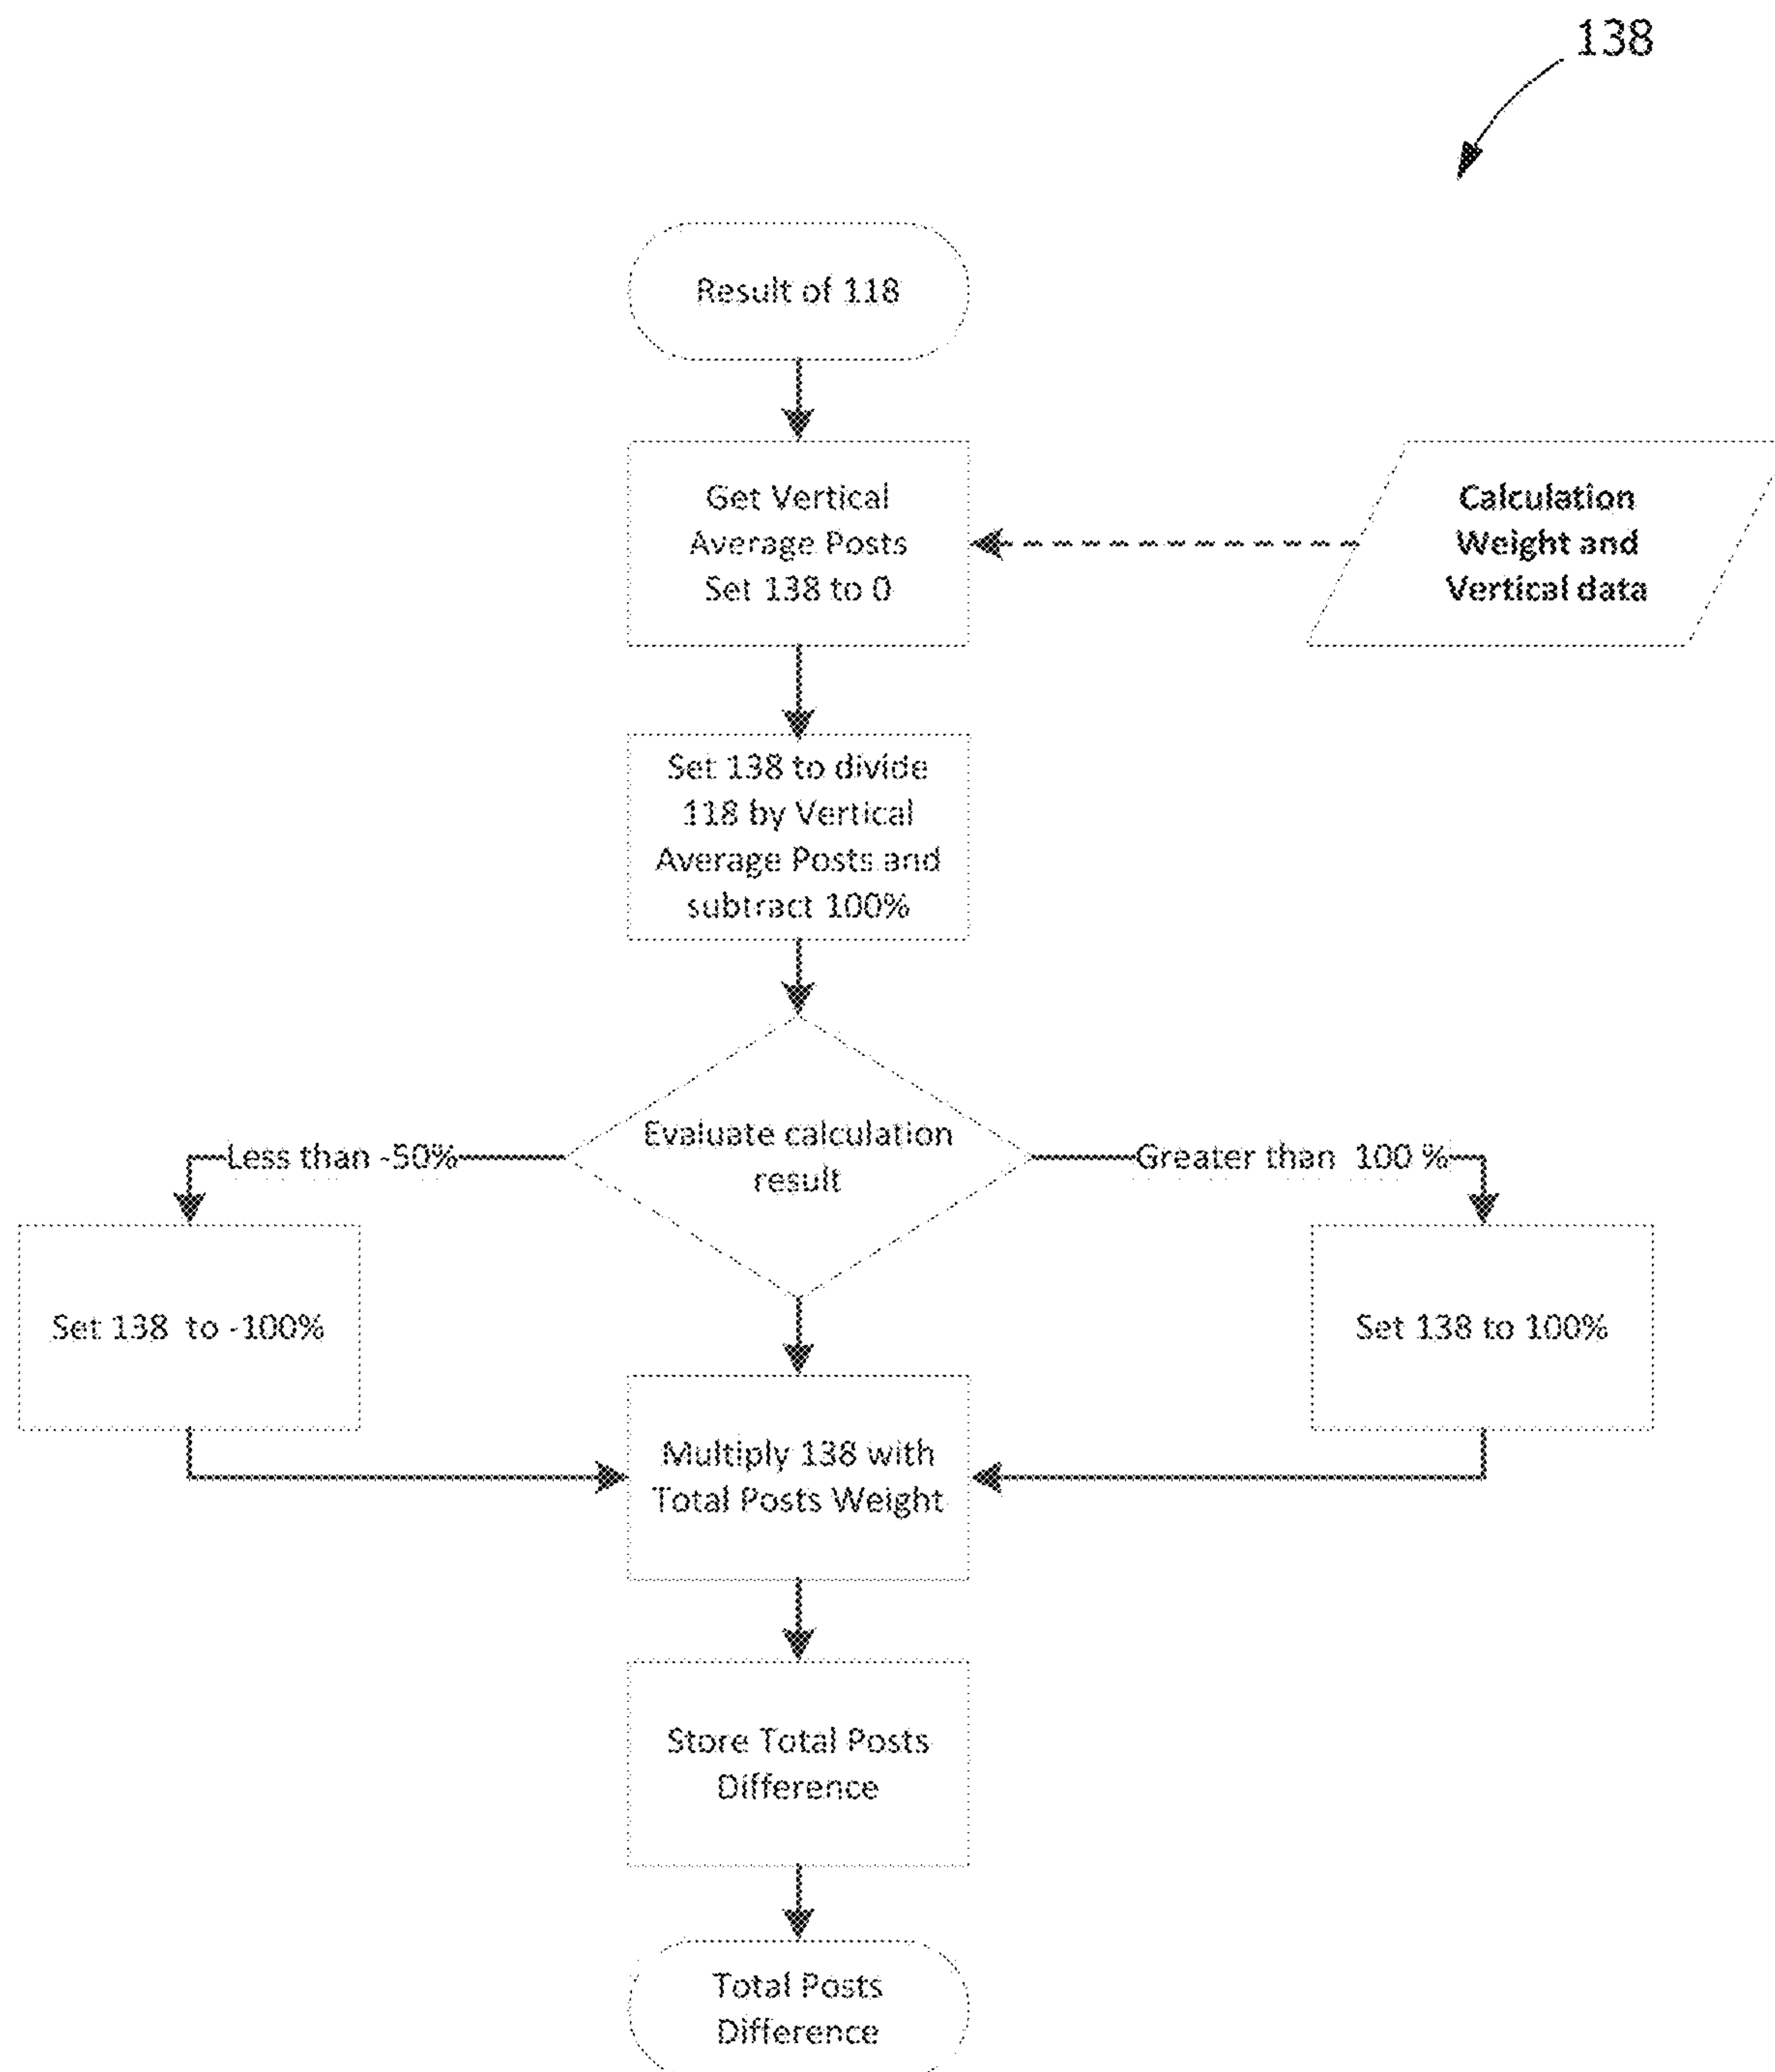 138
Result of 118
Get Vertical
Average Posts
Set 138 to 0
Calculation
Weight and
Vertical data
Set 138 to divide
118 by Vertical
Average Posts and
subtract 100%
Evaluate calculation
result
Less than -50%
Greater than 100 %
Set 138 to -100%
Set 138 to 100%
Multiply 138 with
Total Posts Weight
Store Total Posts
Difference
Total Posts
Difference